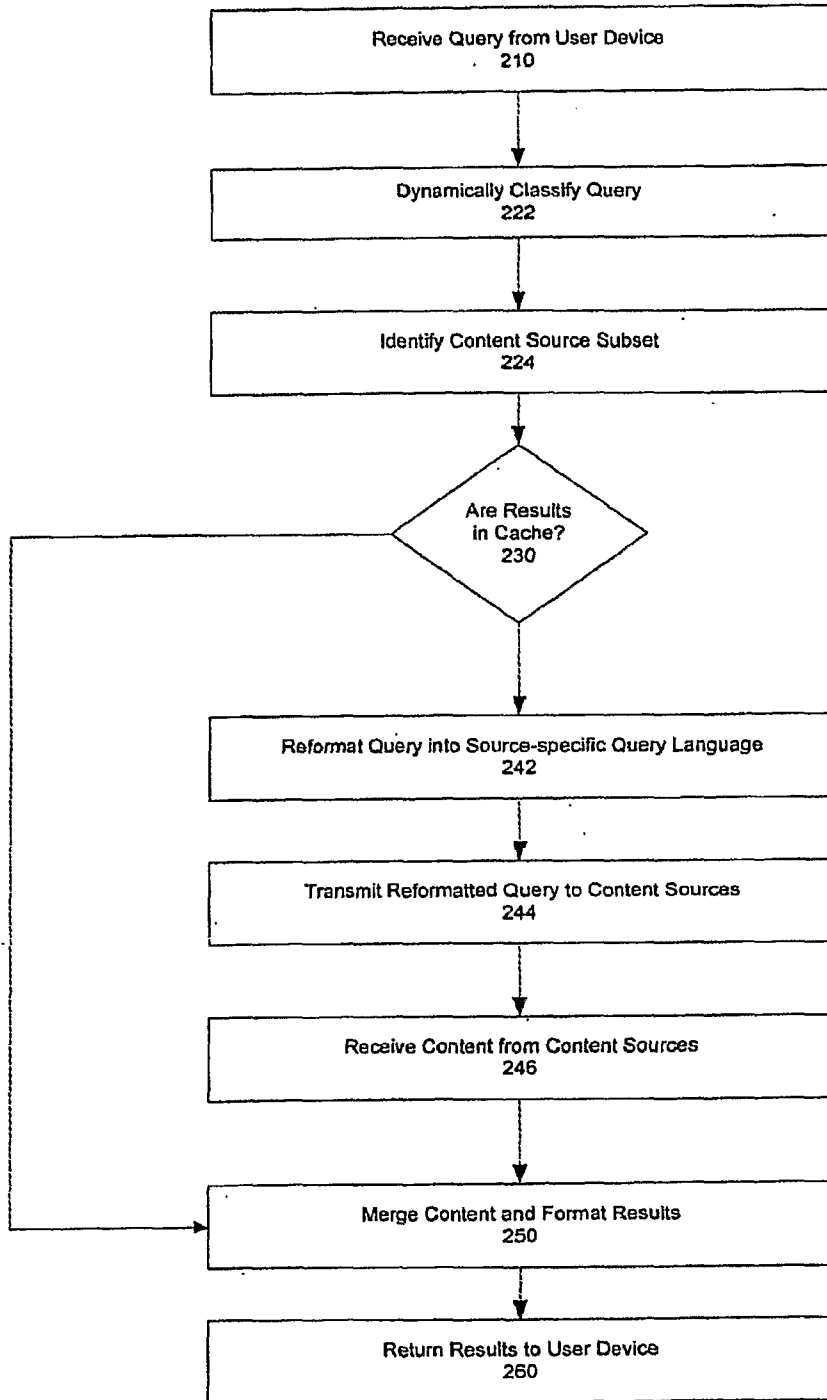 Receive Query from User Device
210
Dynamically Classify Query
222
Identify Content Source Subset
224
Are Results
in Cache?
230
Reformat Query into Source-specific Query Language
242
Transmit Reformatted Query to Content Sources
244
Receive Content from Content Sources
246
Merge Content and Format Results
250
Return Results to User Device
260